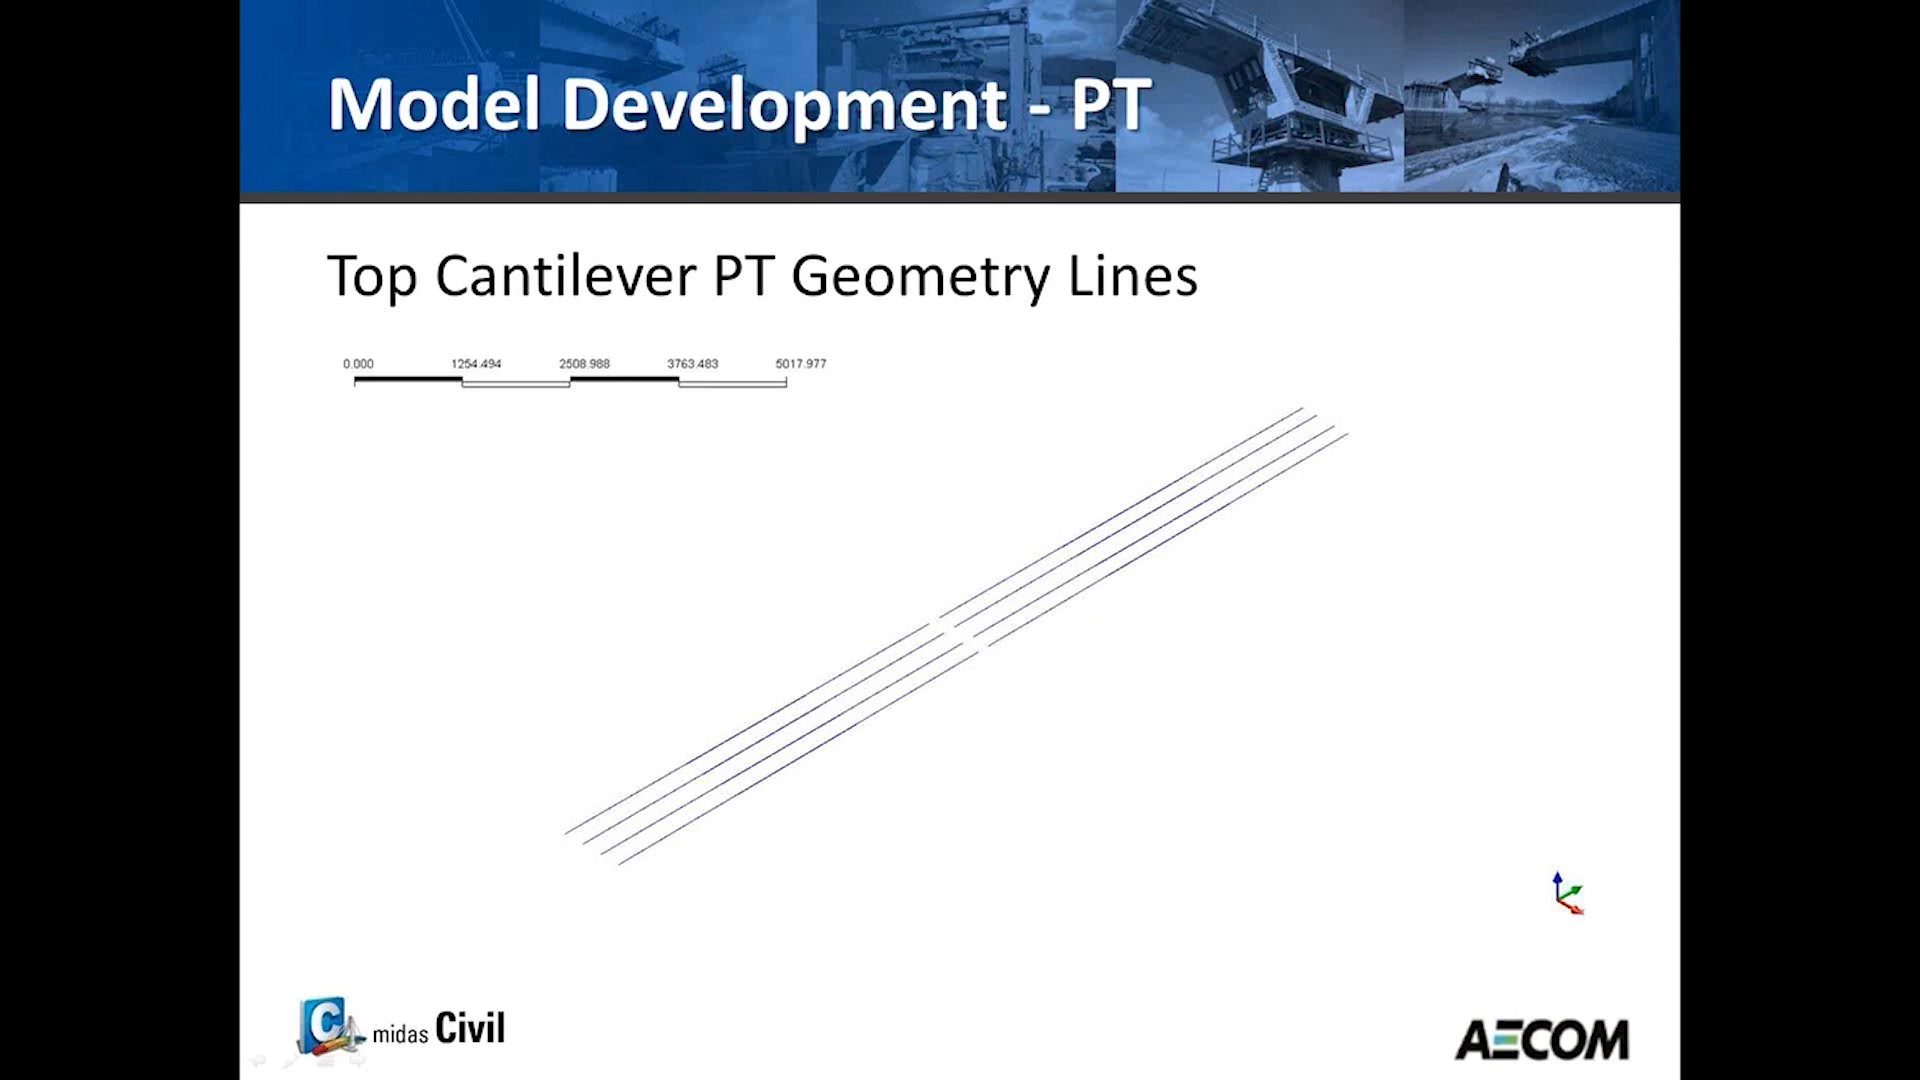 Model Development - PT
Top Cantilever PT Geometry Lines
0.000 1254.494 2508.988 3763.483 5017.977
C midas Civil
AECOM